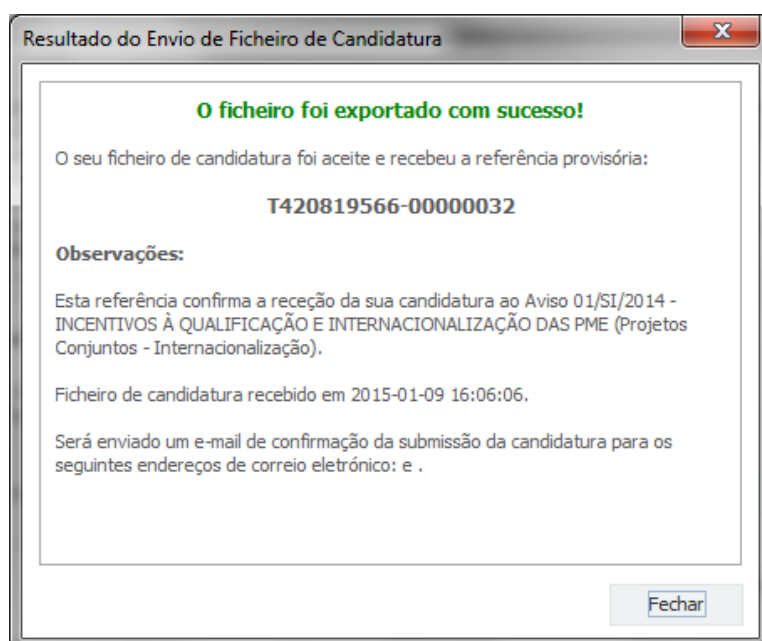 Resultado do Envio de Ficheiro de Candidatura
O ficheiro foi exportado com sucesso!
O seu ficheiro de candidatura foi aceite e recebeu a referência provisória:
T420819566-00000032
Observações:
Esta referência confirma a receção da sua candidatura ao Aviso 01/SI/2014 -
INCENTIVOS À QUALIFICAÇÃO E INTERNACIONALIZAÇÃO DAS PME (Projetos
Conjuntos - Internacionalização).
Ficheiro de candidatura recebido em 2015-01-09 16:06:06.
Será enviado um e-mail de confirmação da submissão da candidatura para os
seguintes endereços de correio eletrónico: e .
Fechar